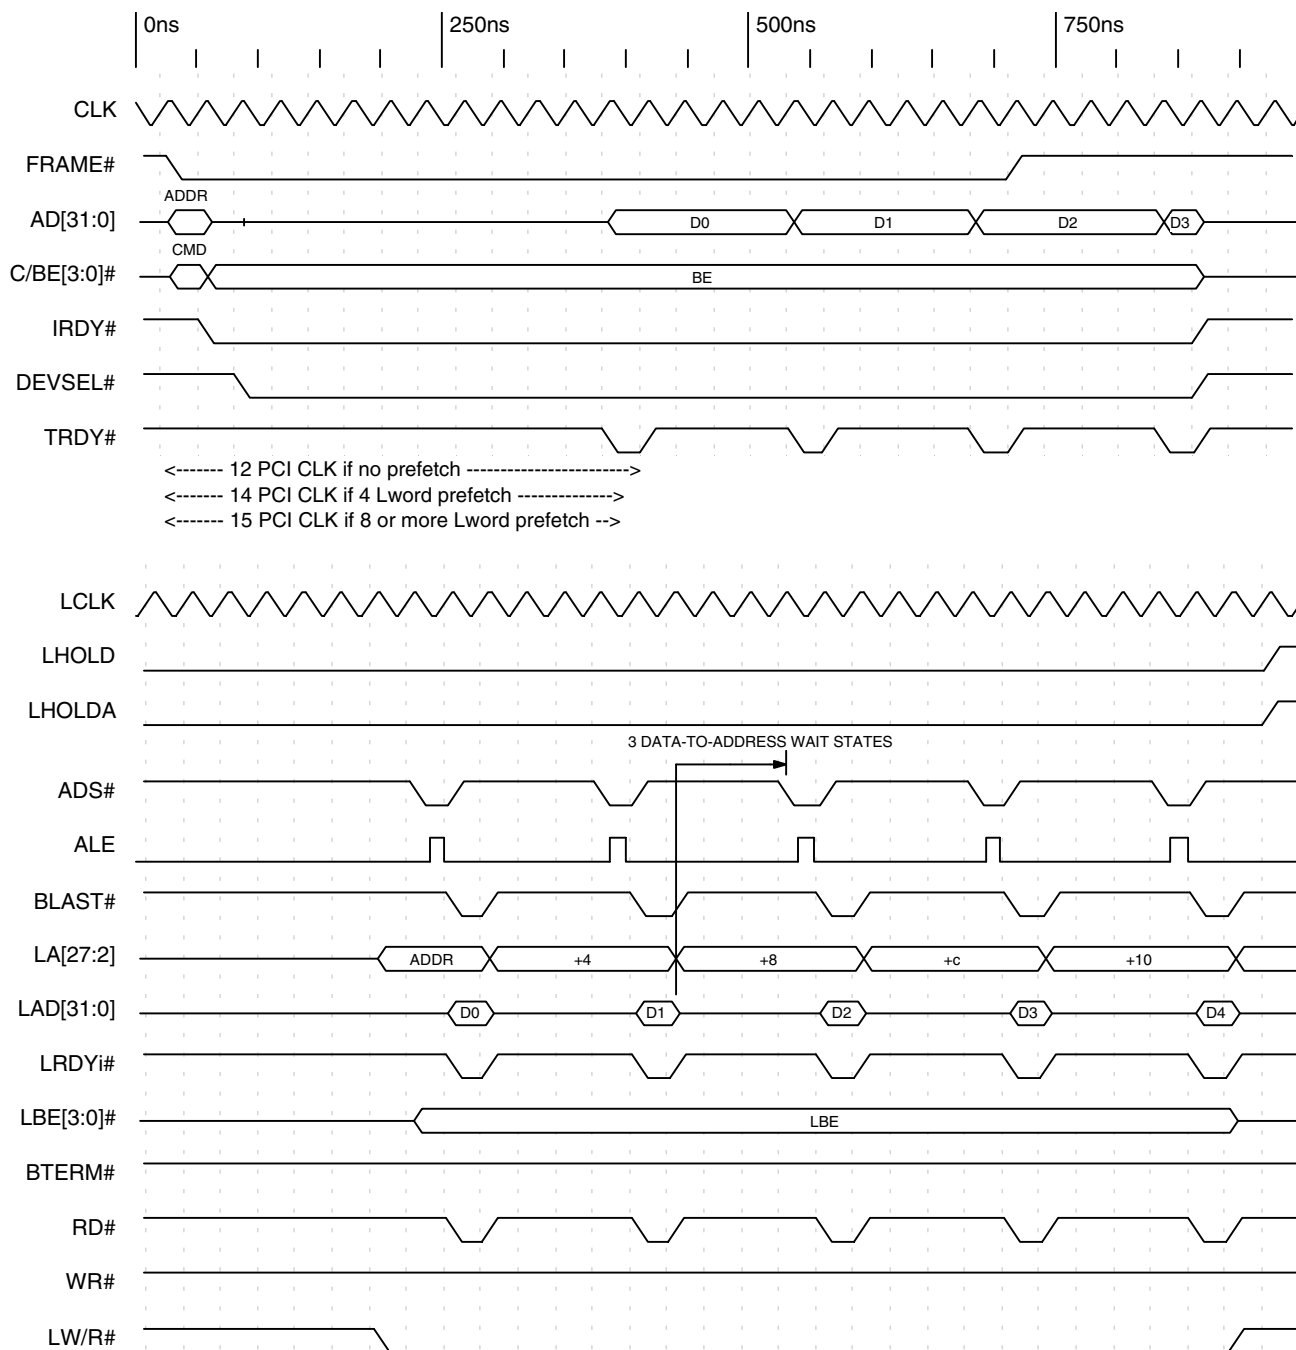 0ns 250ns 500ns 750ns
CLK
FRAME#
ADDR
AD[31:0] D0 D1 D2 D3
CMD
C/BE[3:0]# BE
IRDY#
DEVSEL#
TRDY#
<------- 12 PCI CLK if no prefetch ------------------------>
<------- 14 PCI CLK if 4 Lword prefetch -------------->
<------- 15 PCI CLK if 8 or more Lword prefetch -->
LCLK
LHOLD
LHOLDA
3 DATA-TO-ADDRESS WAIT STATES
ADS#
ALE
BLAST#
LA[27:2] ADDR +4 +8 +c +10
LAD[31:0] D0 D1 D2 D3 D4
LRDYi#
LBE[3:0]# LBE
BTERM#
RD#
WR#
LW/R#